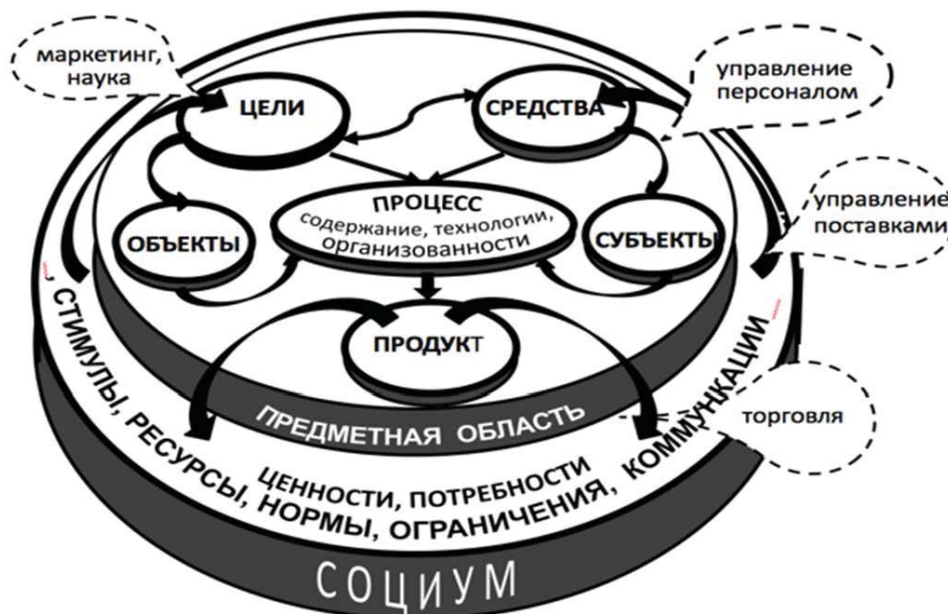 маркетинг,
наука
управление
персоналом
ЦЕЛИ
СРЕДСТВА
ПРОЦЕСС
содержание, технологии,
организованности
ОБЪЕКТЫ
СУБЪЕКТЫ
управление
поставками
ПРОДУКТ
ПРЕДМЕТНАЯ ОБЛАСТЬ
торговля
ЦЕННОСТИ, ПОТРЕБНОСТИ
, СТИМУЛЫ, РЕСУРСЫ, НОРМЫ, ОГРАНИЧЕНИЯ, КОММУНКАЦИИ
СОЦИУМ